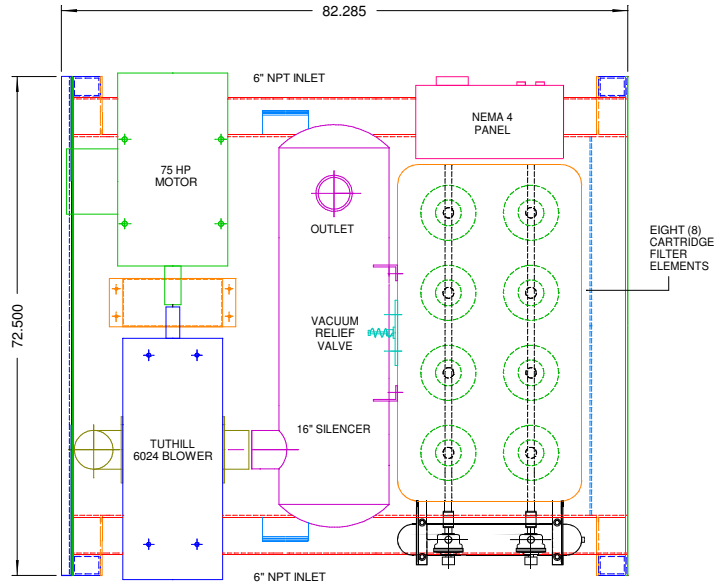 82.285
6" NPT INLET
NEMA 4
PANEL
75 HP
MOTOR
OUTLET
EIGHT (8)
CARTRIDGE
FILTER
ELEMENTS
72.500
VACUUM
RELIEF
VALVE
16" SILENCER
TUTHILL
6024 BLOWER
6" NPT INLET